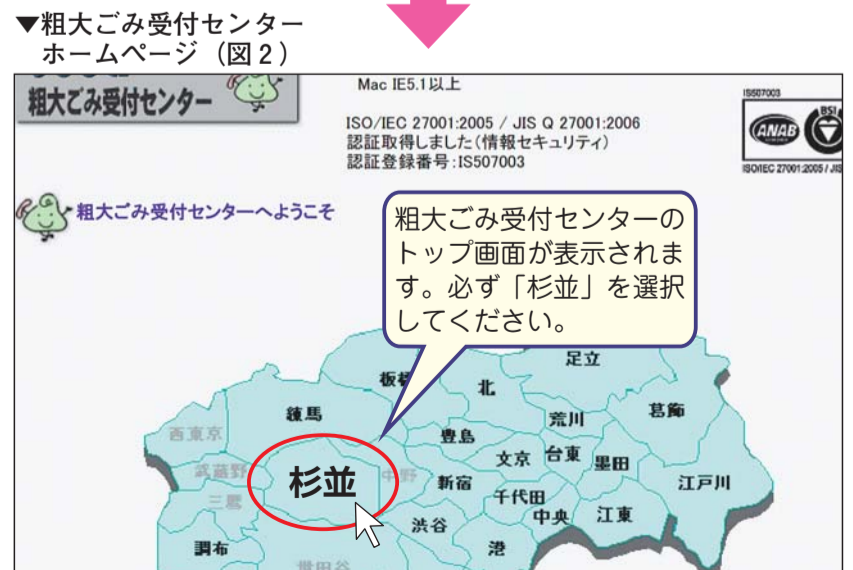 ▼粗大ごみ受付センター
ホームページ（図２）
粗大ごみ受付センター
Mac IE5.1以上
ISO/IEC 27001:2005 / JIS Q 27001:2006
認証取得しました(情報セキュリティ)
認証登録番号:IS507003
IS507003
ANAB
BSI
ISO/IEC 27001:2005 / JIS
粗大ごみ受付センターへようこそ
粗大ごみ受付センターの
トップ画面が表示されま
す。必ず「杉並」を選択
してください。
足立
板橋
北
練馬
荒川
葛飾
西東京
豊島
文京
台東
墨田
武蔵野
杉並
中野
新宿
江戸川
三鷹
千代田
中央
江東
渋谷
調布
港
世田谷